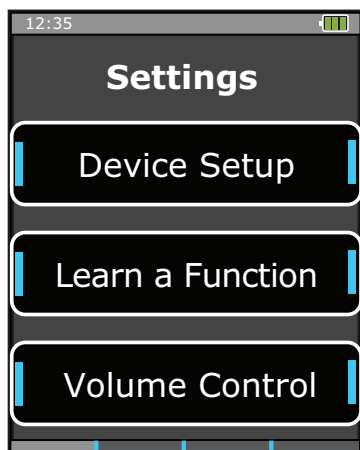 12:35
Settings
Device Setup
Learn a Function
Volume Control